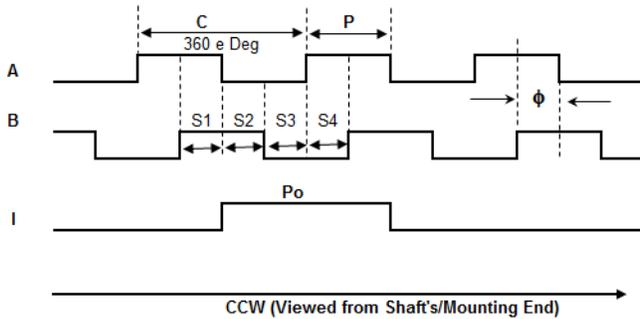 C
P
360 e Deg
A
ϕ
B
S1 S2 S3 S4
Po
I
CCW (Viewed from Shaft's/Mounting End)